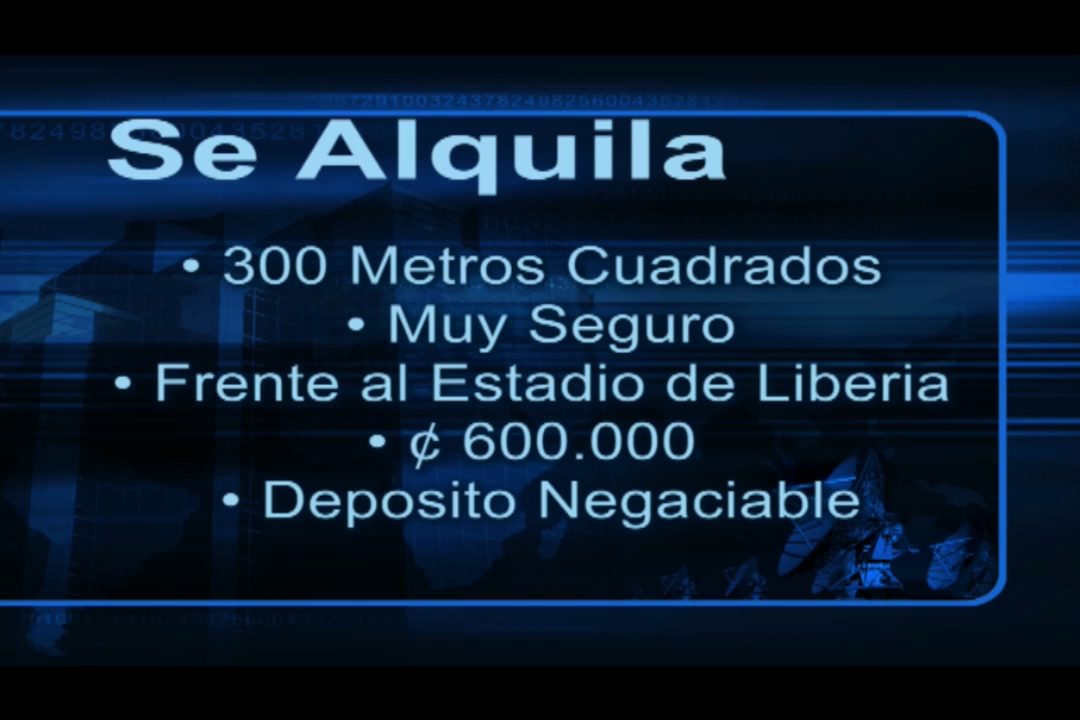 Se Alquila
• 300 Metros Cuadrados
• Muy Seguro
• Frente al Estadio de Liberia
• ¢ 600.000
• Deposito Negaciable